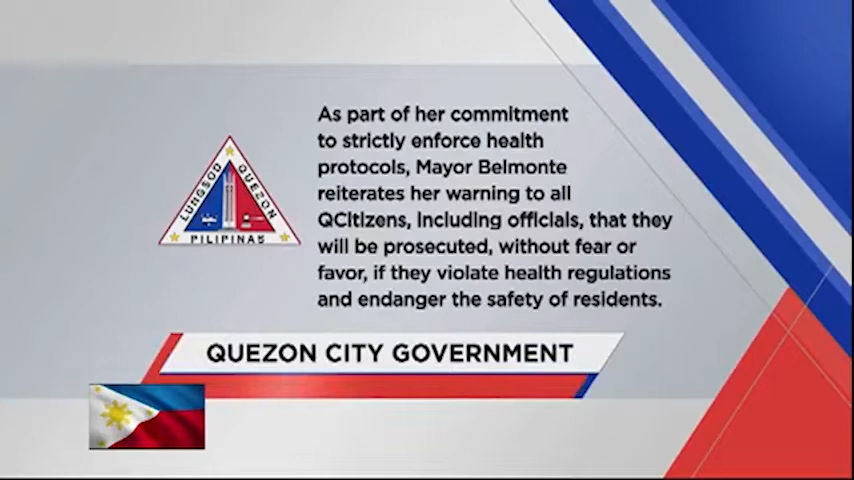 As part of her commitment
to strictly enforce health
protocols, Mayor Belmonte
reiterates her warning to all
QCitizens, including officials, that they
will be prosecuted, without fear or
favor, if they violate health regulations
and endanger the safety of residents.
LUNGSOD
QUEZON
PILIPINAS
QUEZON CITY GOVERNMENT